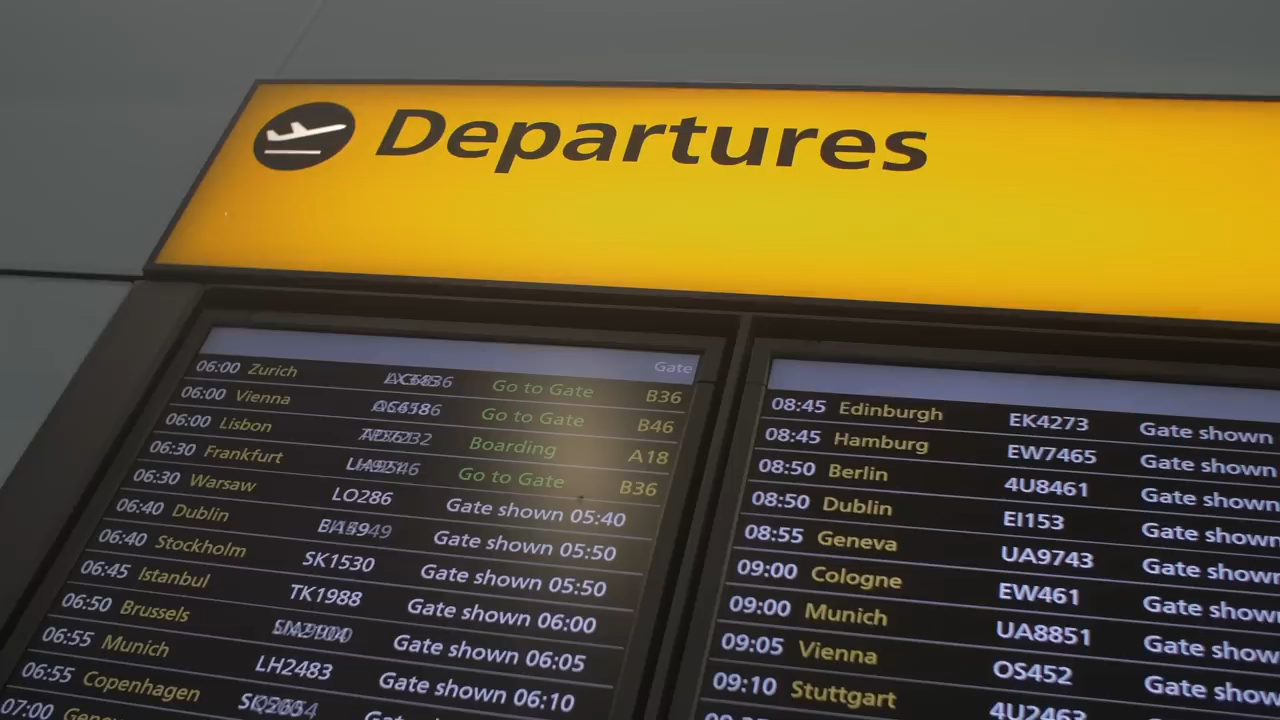 Departures
Gate
06:00 Zurich Go to Gate B36
06:00 Vienna Go to Gate B46
06:00 Lisbon Boarding A18
06:30 Frankfurt Go to Gate B36
06:30 Warsaw LO286 Gate shown 05:40
06:40 Dublin Gate shown 05:50
06:40 Stockholm SK1530 Gate shown 05:50
06:45 Istanbul TK1988 Gate shown 06:00
06:50 Brussels Gate shown 06:05
06:55 Munich LH2483 Gate shown 06:10
06:55 Copenhagen
07:00
08:45 Edinburgh EK4273 Gate shown
08:45 Hamburg EW7465 Gate shown
08:50 Berlin 4U8461 Gate shown
08:50 Dublin EI153 Gate shown
08:55 Geneva UA9743 Gate shown
09:00 Cologne EW461 Gate shown
09:00 Munich UA8851 Gate shown
09:05 Vienna OS452 Gate shown
09:10 Stuttgart 4U2463